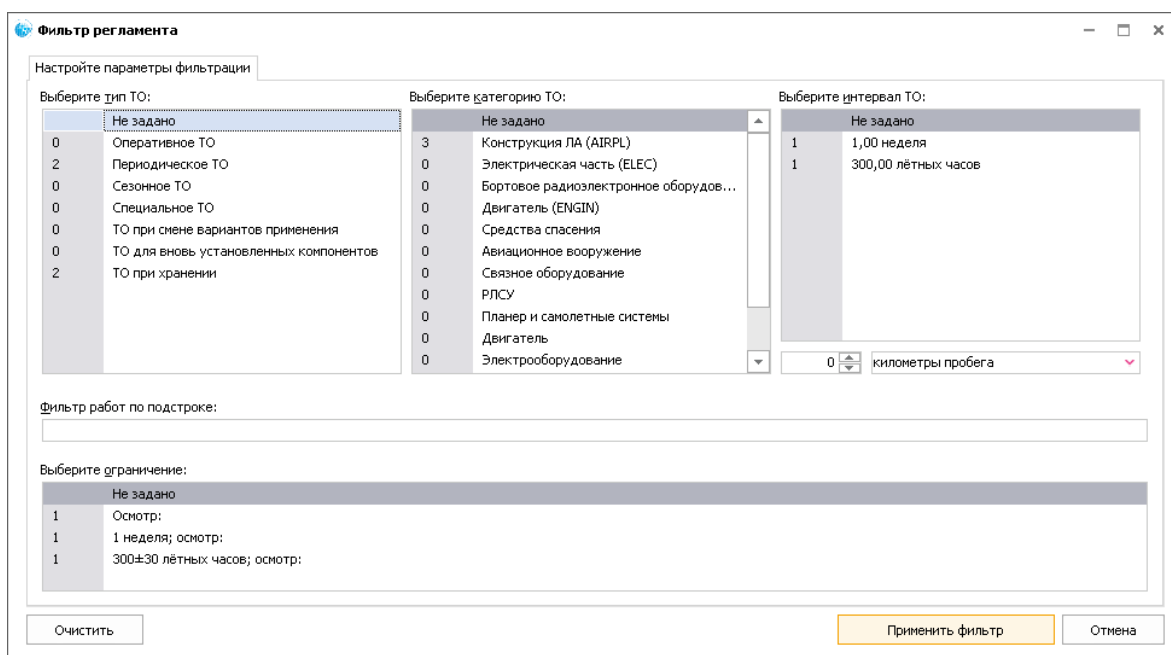 Фильтр регламента
Настройте параметры фильтрации
Выберите тип ТО:
Не задано
0 Оперативное ТО
2 Периодическое ТО
0 Сезонное ТО
0 Специальное ТО
0 ТО при смене вариантов применения
0 ТО для вновь установленных компонентов
2 ТО при хранении
Выберите категорию ТО:
Не задано
3 Конструкция ЛА (AIRPL)
0 Электрическая часть (ELEC)
0 Бортовое радиоэлектронное оборудов...
0 Двигатель (ENGIN)
0 Средства спасения
0 Авиационное вооружение
0 Связное оборудование
0 РЛСУ
0 Планер и самолетные системы
0 Двигатель
0 Электрооборудование
Выберите интервал ТО:
Не задано
1 1,00 неделя
1 300,00 лётных часов
0 километры пробега
Фильтр работ по подстроке:
Выберите ограничение:
Не задано
1 Осмотр:
1 1 неделя; осмотр:
1 300±30 лётных часов; осмотр:
Очистить
Применить фильтр
Отмена